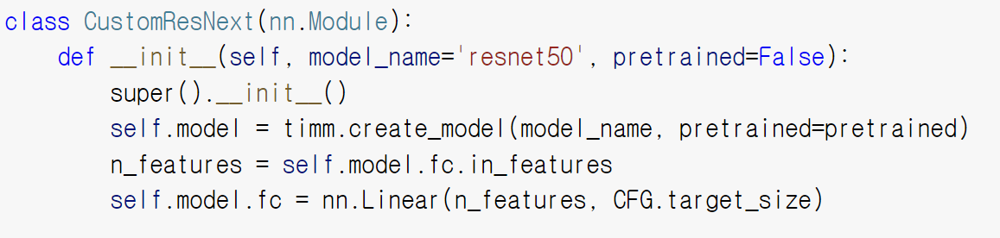 class CustomResNext(nn.Module):
    def __init__(self, model_name='resnet50', pretrained=False):
        super().__init__()
        self.model = timm.create_model(model_name, pretrained=pretrained)
        n_features = self.model.fc.in_features
        self.model.fc = nn.Linear(n_features, CFG.target_size)